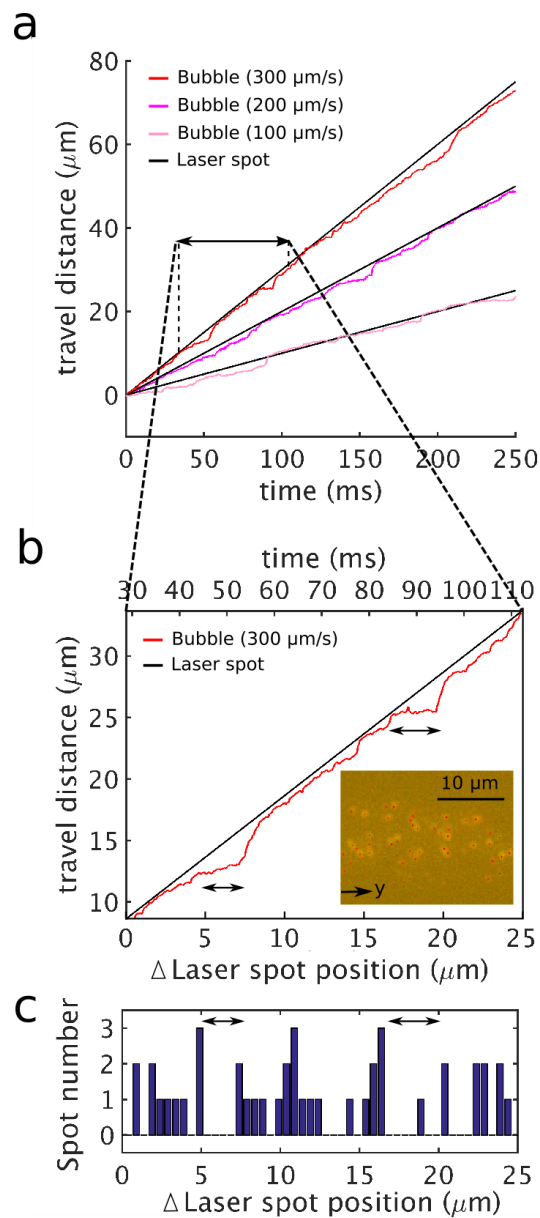 a
80
60
40
20
0
travel distance (μm)
Bubble (300 μm/s)
Bubble (200 μm/s)
Bubble (100 μm/s)
Laser spot
0 50 100 150 200 250
time (ms)
b
time (ms)
30 40 50 60 70 80 90 100 110
30
25
20
15
10
travel distance (μm)
Bubble (300 μm/s)
Laser spot
10 μm
y
0 5 10 15 20 25
Δ Laser spot position (μm)
c
3
2
1
0
Spot number
0 5 10 15 20 25
Δ Laser spot position (μm)